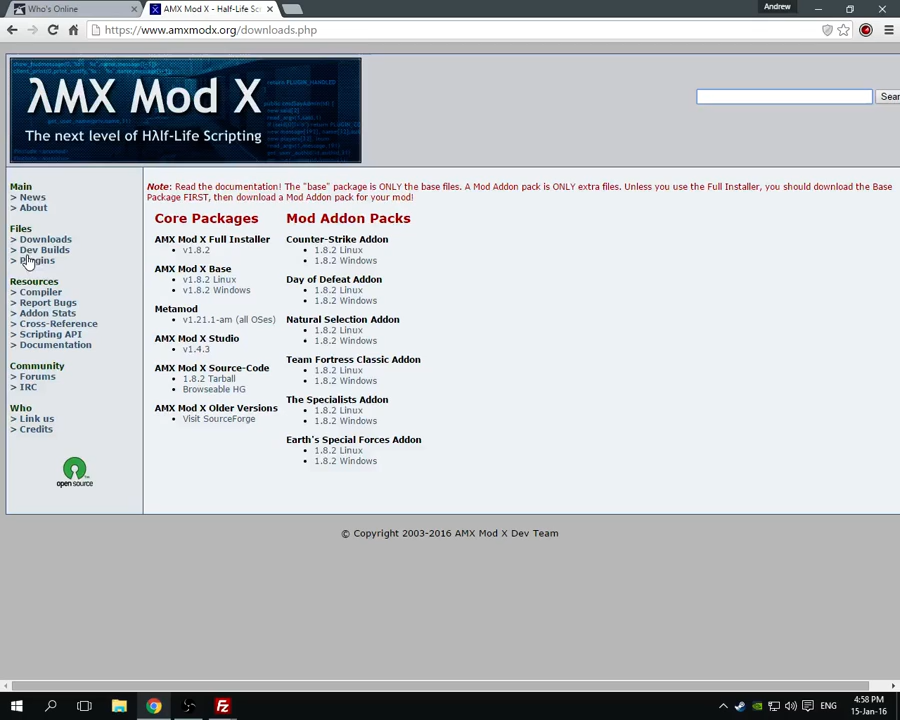 Who's Online
AMX Mod X - Half-Life Scri
Andrew
https://www.amxmodx.org/downloads.php
λMX Mod X
The next level of Hλlf-Life Scripting
Sear
Main
> News
> About
Files
> Downloads
> Dev Builds
> Plugins
Resources
> Compiler
> Report Bugs
> Addon Stats
> Cross-Reference
> Scripting API
> Documentation
Community
> Forums
> IRC
Who
> Link us
> Credits
open source
Note: Read the documentation! The "base" package is ONLY the base files. A Mod Addon pack is ONLY extra files. Unless you use the Full Installer, you should download the Base
Package FIRST, then download a Mod Addon pack for your mod!
Core Packages
AMX Mod X Full Installer
v1.8.2
AMX Mod X Base
v1.8.2 Linux
v1.8.2 Windows
Metamod
v1.21.1-am (all OSes)
AMX Mod X Studio
v1.4.3
AMX Mod X Source-Code
1.8.2 Tarball
Browseable HG
AMX Mod X Older Versions
Visit SourceForge
Mod Addon Packs
Counter-Strike Addon
1.8.2 Linux
1.8.2 Windows
Day of Defeat Addon
1.8.2 Linux
1.8.2 Windows
Natural Selection Addon
1.8.2 Linux
1.8.2 Windows
Team Fortress Classic Addon
1.8.2 Linux
1.8.2 Windows
The Specialists Addon
1.8.2 Linux
1.8.2 Windows
Earth's Special Forces Addon
1.8.2 Linux
1.8.2 Windows
© Copyright 2003-2016 AMX Mod X Dev Team
ENG
4:58 PM
15-Jan-16